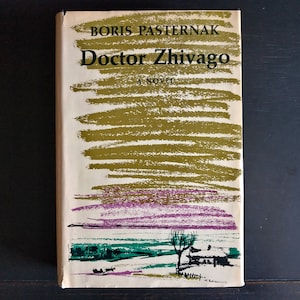 BORIS PASTERNAK
Doctor Zhivago
A NOVEL